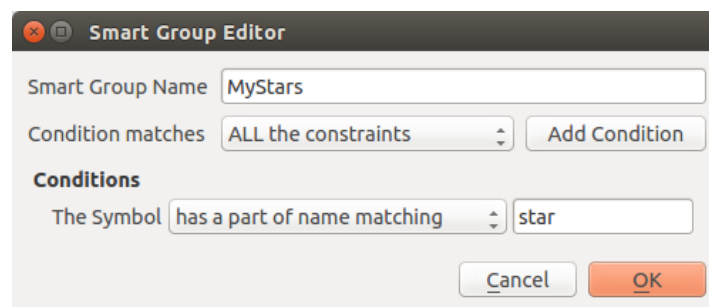 Smart Group Editor
Smart Group Name MyStars
Condition matches ALL the constraints Add Condition
Conditions
The Symbol has a part of name matching star
Cancel OK